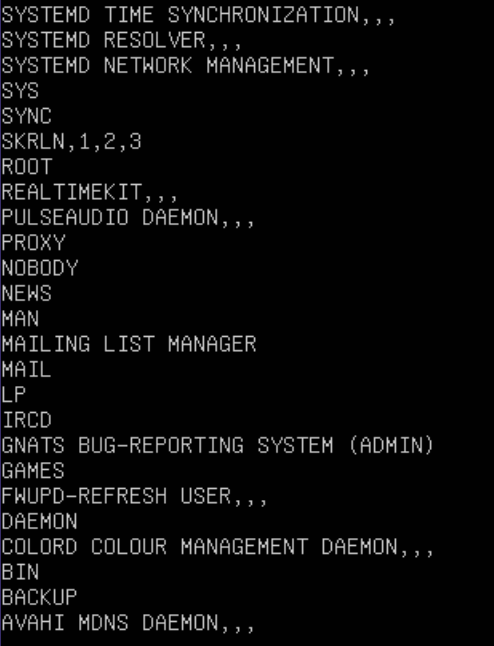 SYSTEMD TIME SYNCHRONIZATION,,,
SYSTEMD RESOLVER,,,
SYSTEMD NETWORK MANAGEMENT,,,
SYS
SYNC
SKRLN,1,2,3
ROOT
REALTIMEKIT,,,
PULSEAUDIO DAEMON,,,
PROXY
NOBODY
NEWS
MAN
MAILING LIST MANAGER
MAIL
LP
IRCD
GNATS BUG-REPORTING SYSTEM (ADMIN)
GAMES
FWUPD-REFRESH USER,,,
DAEMON
COLORD COLOUR MANAGEMENT DAEMON,,,
BIN
BACKUP
AVAHI MDNS DAEMON,,,